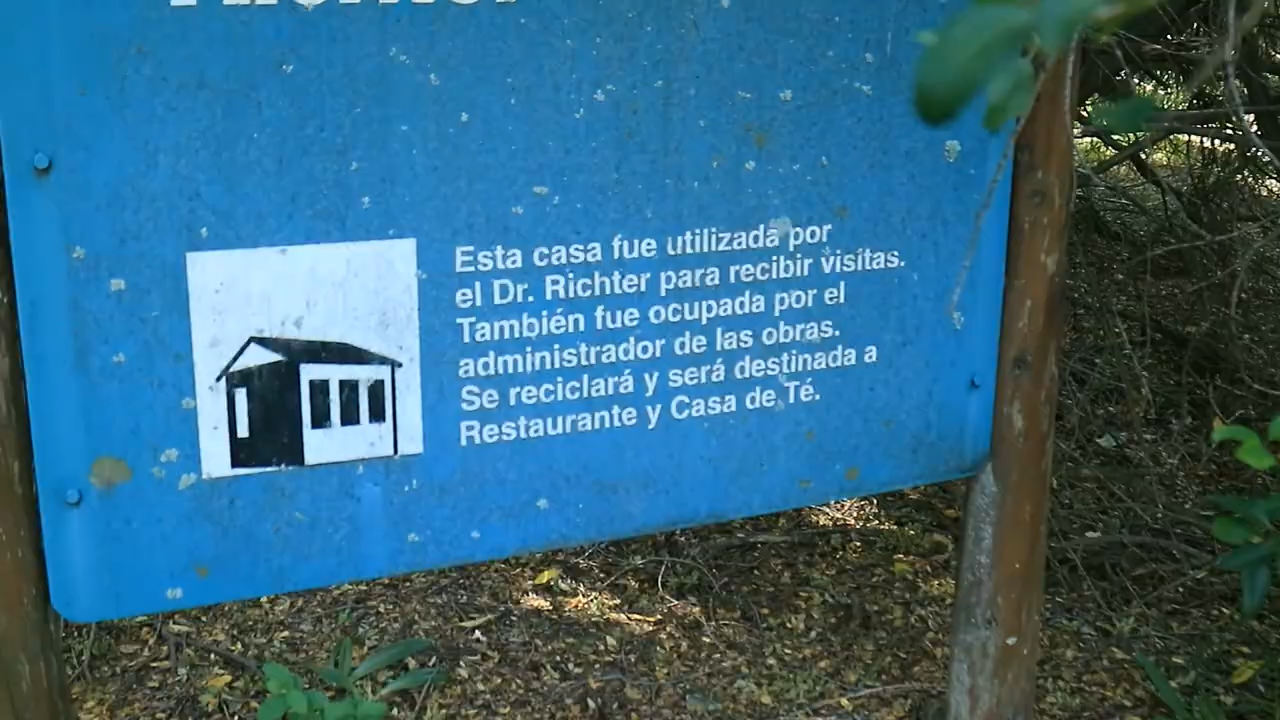 Esta casa fue utilizada por
el Dr. Richter para recibir visitas.
También fue ocupada por el
administrador de las obras.
Se reciclará y será destinada a
Restaurante y Casa de Té.